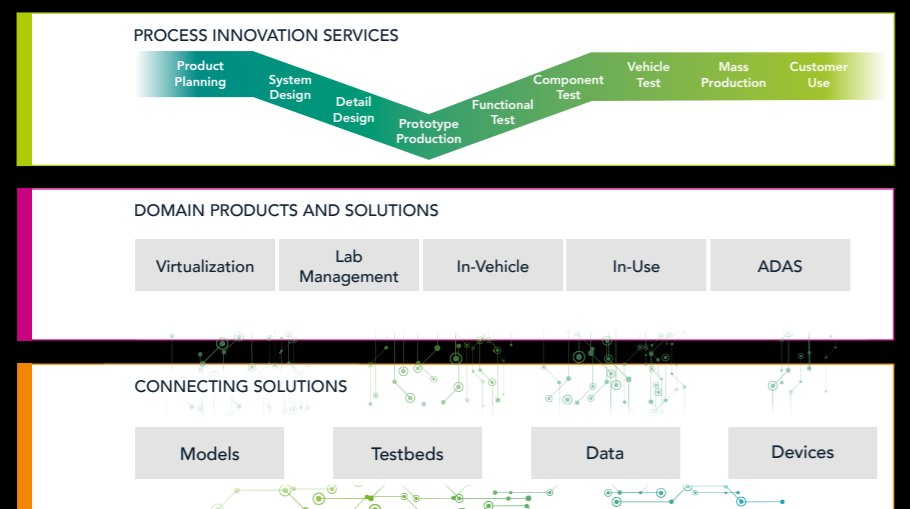 PROCESS INNOVATION SERVICES
Product
Planning
System
Design
Detail
Design
Prototype
Production
Functional
Test
Component
Test
Vehicle
Test
Mass
Production
Customer
Use
DOMAIN PRODUCTS AND SOLUTIONS
Virtualization
Lab
Management
In-Vehicle
In-Use
ADAS
CONNECTING SOLUTIONS
Models
Testbeds
Data
Devices